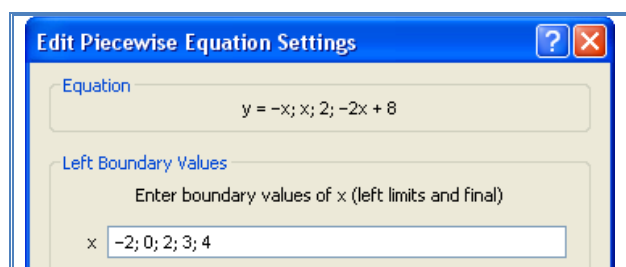 Edit Piecewise Equation Settings
Equation
y = −x; x; 2; −2x + 8
Left Boundary Values
Enter boundary values of x (left limits and final)
x −2; 0; 2; 3; 4